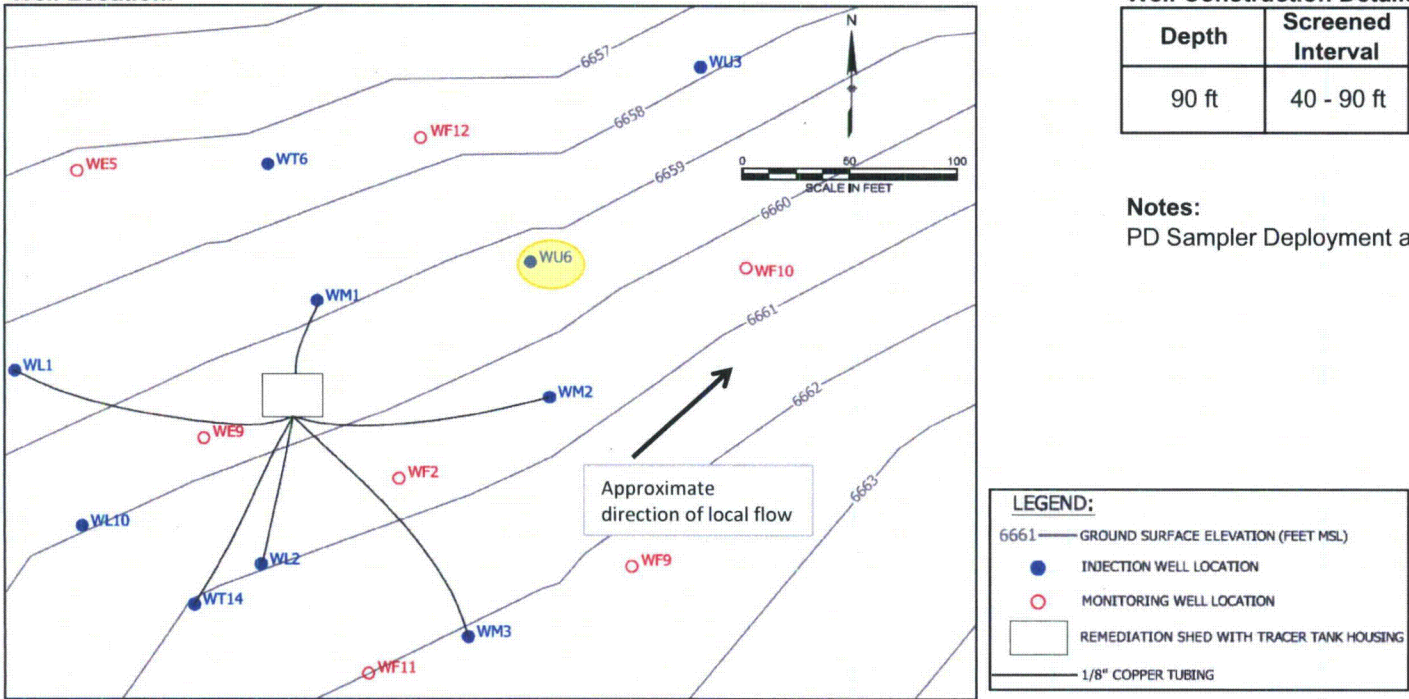 6657
WU3
N
6658
WF12
WE5
WT6
6659
0 50 100
SCALE IN FEET
6660
WU6
WF10
WM1
6661
WL1
WM2
6662
WE9
WF2
Approximate
direction of local flow
6663
WL10
WL2
WF9
WT14
WM3
WF11
Depth
Screened
Interval
90 ft
40 - 90 ft
Notes:
PD Sampler Deployment a
LEGEND:
6661 GROUND SURFACE ELEVATION (FEET MSL)
INJECTION WELL LOCATION
MONITORING WELL LOCATION
REMEDIATION SHED WITH TRACER TANK HOUSING
1/8" COPPER TUBING